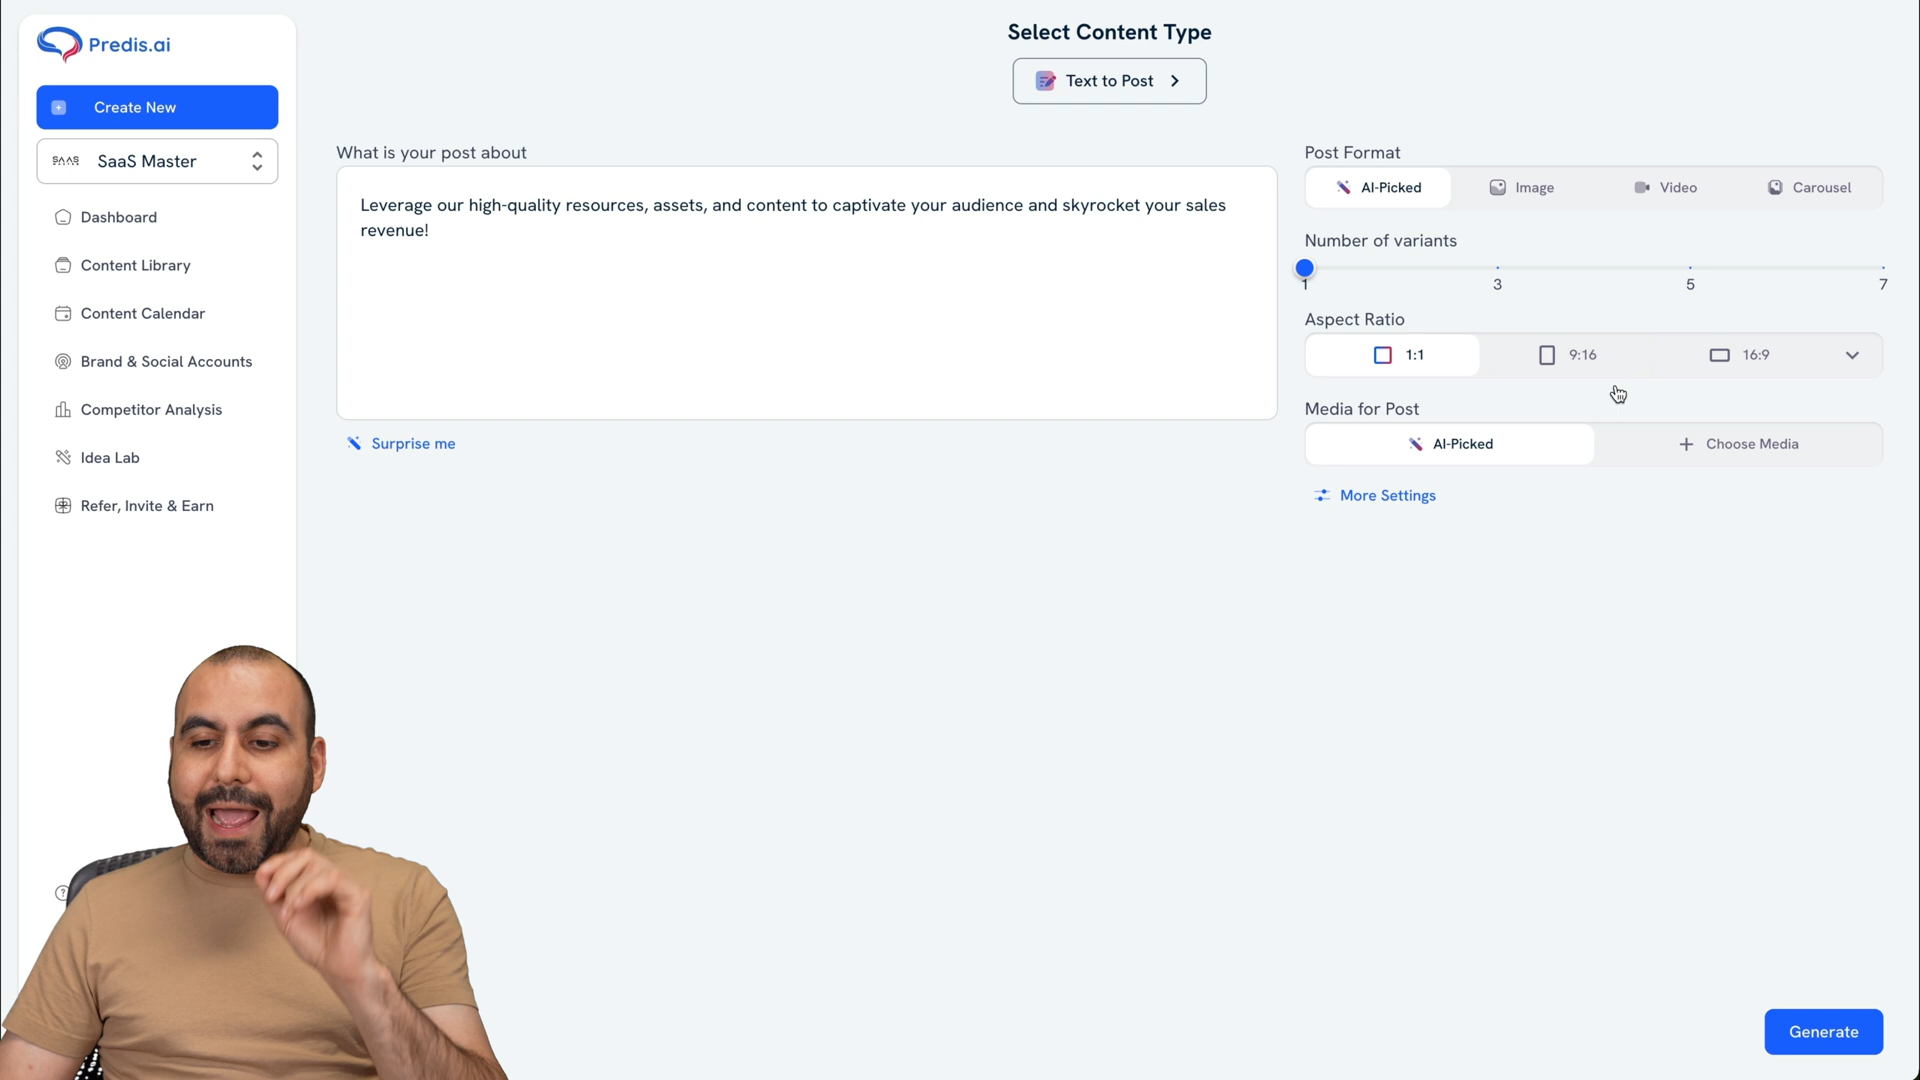 Predis.ai
Create New
SAAS SaaS Master
Dashboard
Content Library
Content Calendar
Brand & Social Accounts
Competitor Analysis
Idea Lab
Refer, Invite & Earn
Select Content Type
Text to Post
What is your post about
Leverage our high-quality resources, assets, and content to captivate your audience and skyrocket your sales
revenue!
Surprise me
Post Format
AI-Picked Image Video Carousel
Number of variants
1 3 5 7
Aspect Ratio
1:1 9:16 16:9
Media for Post
AI-Picked + Choose Media
More Settings
Generate